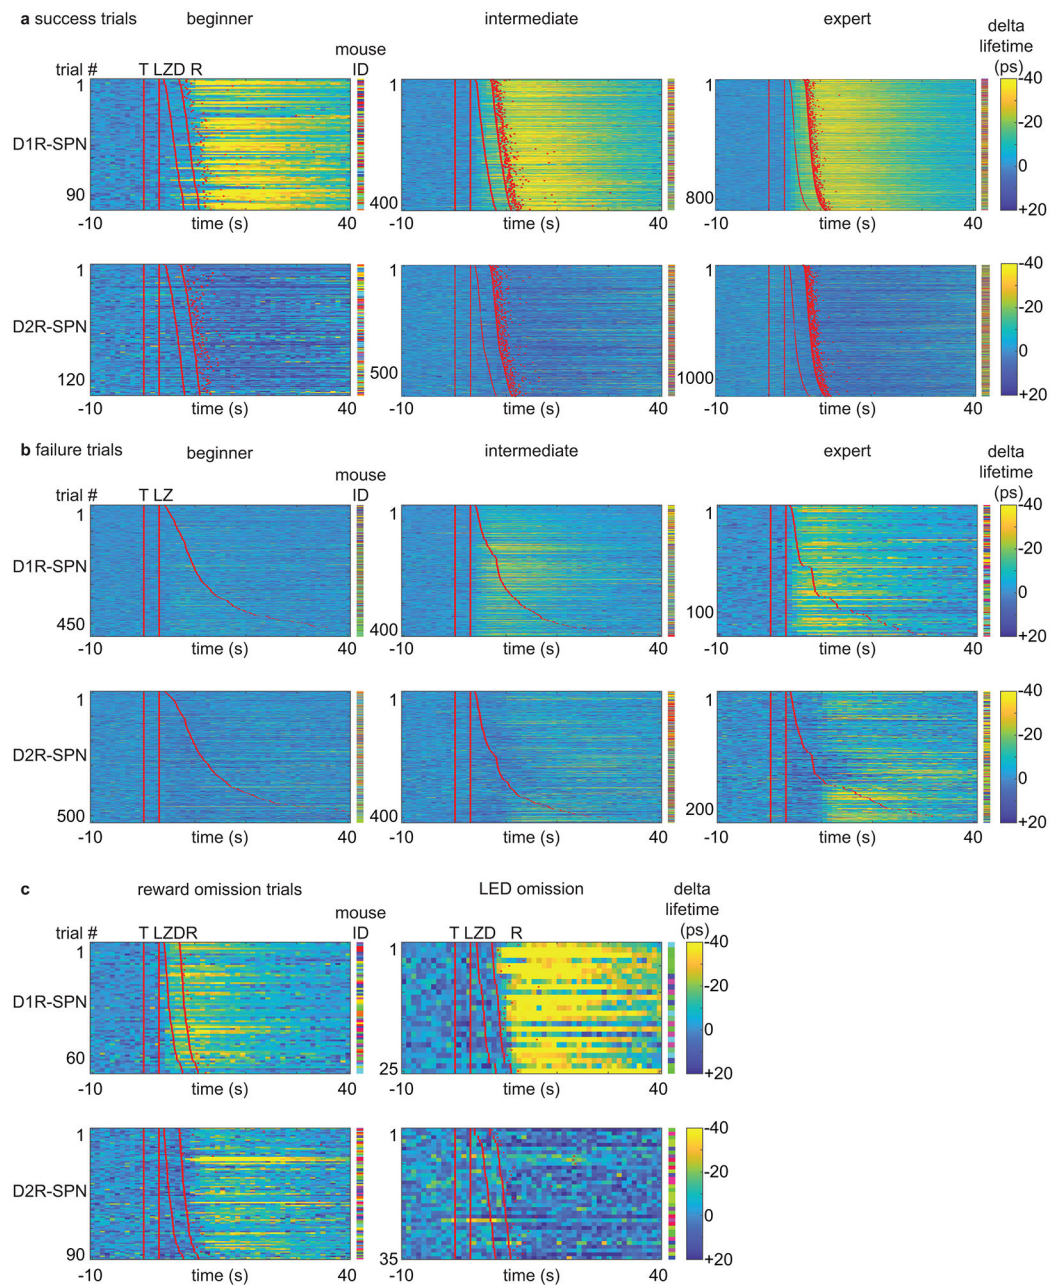 a success trials
beginner
intermediate
expert
delta
lifetime
(ps)
mouse
ID
trial #
T LZD R
1
D1R-SPN
90
-10
time (s)
40
400
time (s)
40
1
800
-10
time (s)
40
-40
-20
0
+20
1
D2R-SPN
120
-10
time (s)
40
1
500
-10
time (s)
40
1
1000
-10
time (s)
40
-40
-20
0
+20
b failure trials
beginner
intermediate
expert
delta
lifetime
(ps)
mouse
ID
trial #
T LZ
1
D1R-SPN
450
-10
time (s)
40
1
400
-10
time (s)
40
1
100
-10
time (s)
40
-40
-20
0
+20
1
D2R-SPN
500
-10
time (s)
40
1
400
-10
time (s)
40
1
200
-10
time (s)
40
-40
-20
0
+20
c
reward omission trials
LED omission
delta
lifetime
(ps)
mouse
ID
trial #
T LZDR
T LZD R
1
D1R-SPN
60
-10
time (s)
40
1
25
-10
time (s)
40
-40
-20
0
+20
1
D2R-SPN
90
-10
time (s)
40
1
35
-10
time (s)
40
-40
-20
0
+20